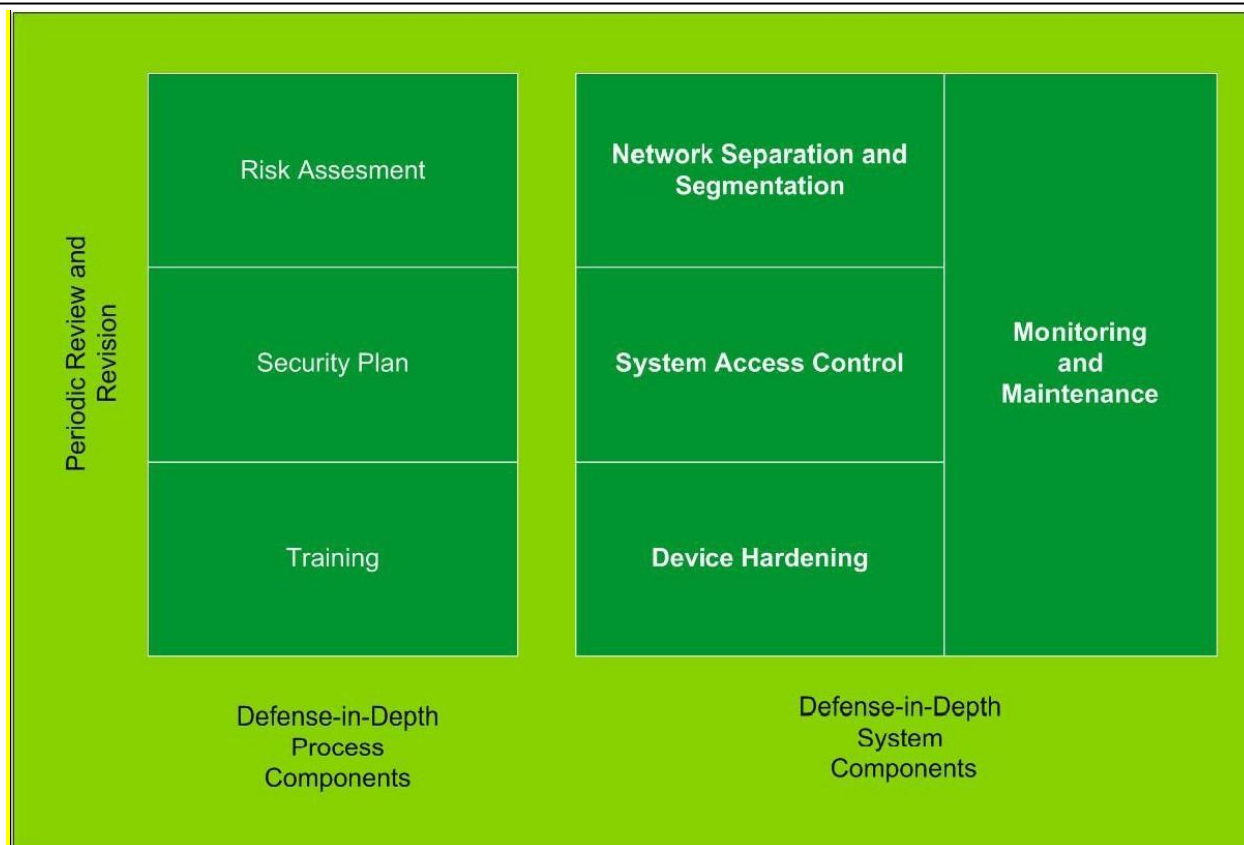 Periodic Review and
Revision
Risk Assesment
Security Plan
Training
Network Separation and
Segmentation
System Access Control
Device Hardening
Monitoring
and
Maintenance
Defense-in-Depth
Process
Components
Defense-in-Depth
System
Components